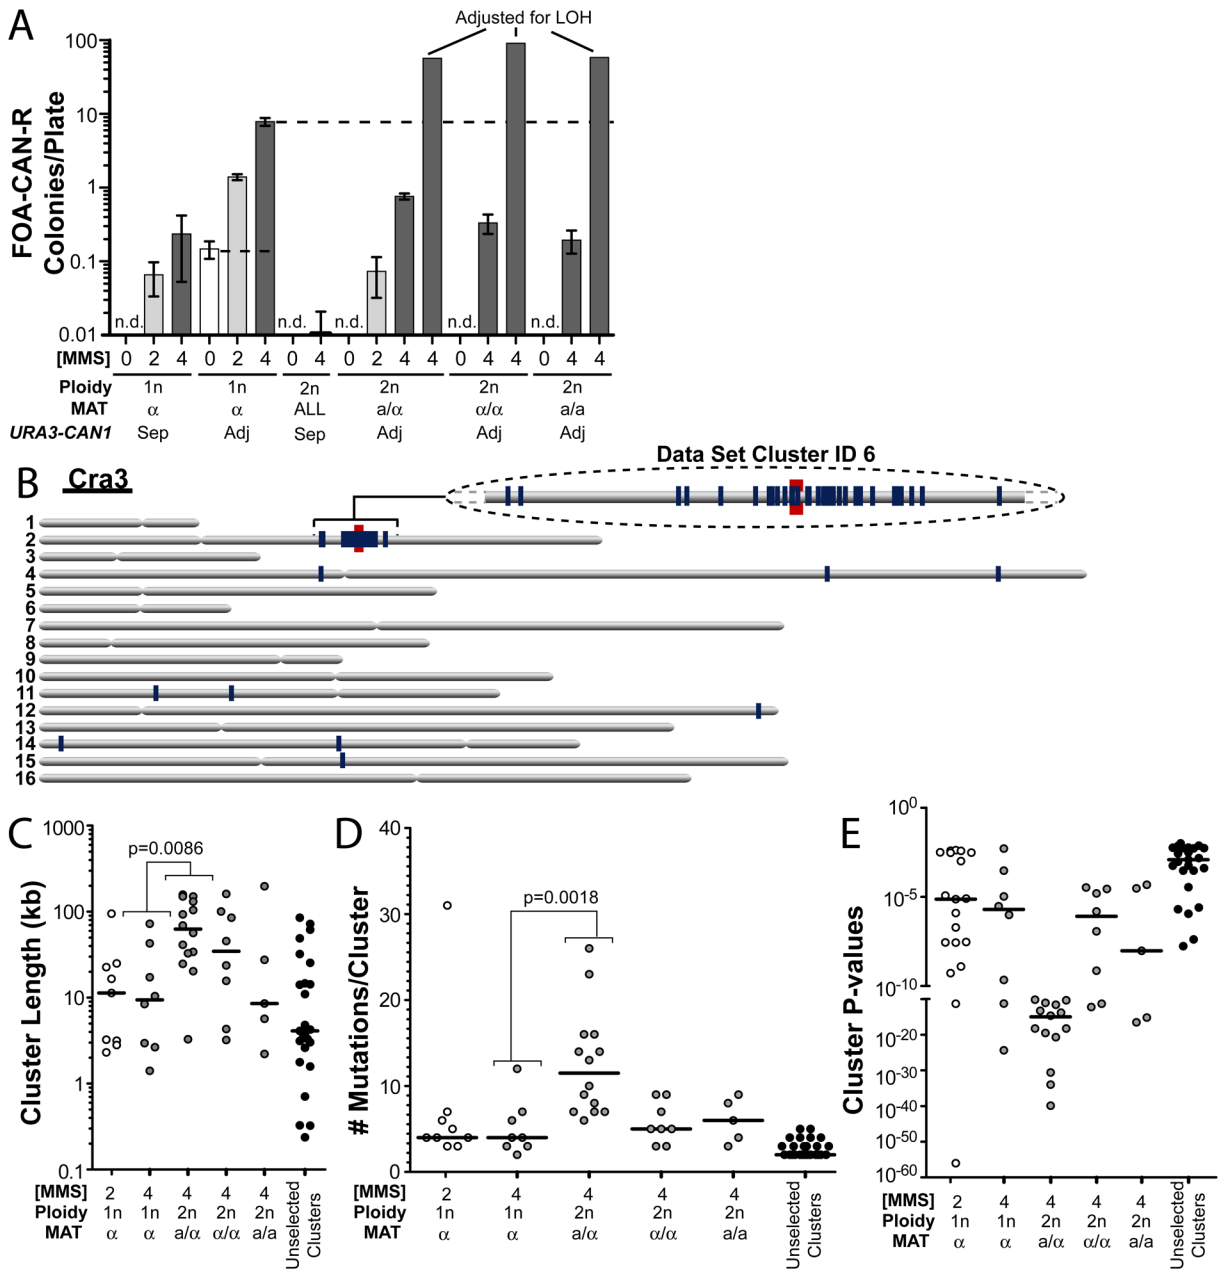 A
Adjusted for LOH
FOA-CAN-R
Colonies/Plate
100
10
1
0.1
0.01
n.d. n.d. n.d. n.d. n.d.
[MMS] 0 2 4 0 2 4 0 4 0 2 4 4 0 4 4 0 4 4
Ploidy 1n 1n 2n 2n 2n 2n
MAT α α ALL a/α α/α a/a
URA3-CAN1 Sep Adj Sep Adj Adj Adj
B
Cra3
Data Set Cluster ID 6
1
2
3
4
5
6
7
8
9
10
11
12
13
14
15
16
C
Cluster Length (kb)
1000
100
10
1
0.1
p=0.0086
[MMS] 2 4 4 4 4
Ploidy 1n 1n 2n 2n 2n
MAT α α a/α α/α a/a
Unselected
Clusters
D
# Mutations/Cluster
40
30
20
10
0
p=0.0018
[MMS] 2 4 4 4 4
Ploidy 1n 1n 2n 2n 2n
MAT α α a/α α/α a/a
Unselected
Clusters
E
Cluster P-values
10⁰
10⁻⁵
10⁻¹⁰
10⁻²⁰
10⁻³⁰
10⁻⁴⁰
10⁻⁵⁰
10⁻⁶⁰
[MMS] 2 4 4 4 4
Ploidy 1n 1n 2n 2n 2n
MAT α α a/α α/α a/a
Unselected
Clusters